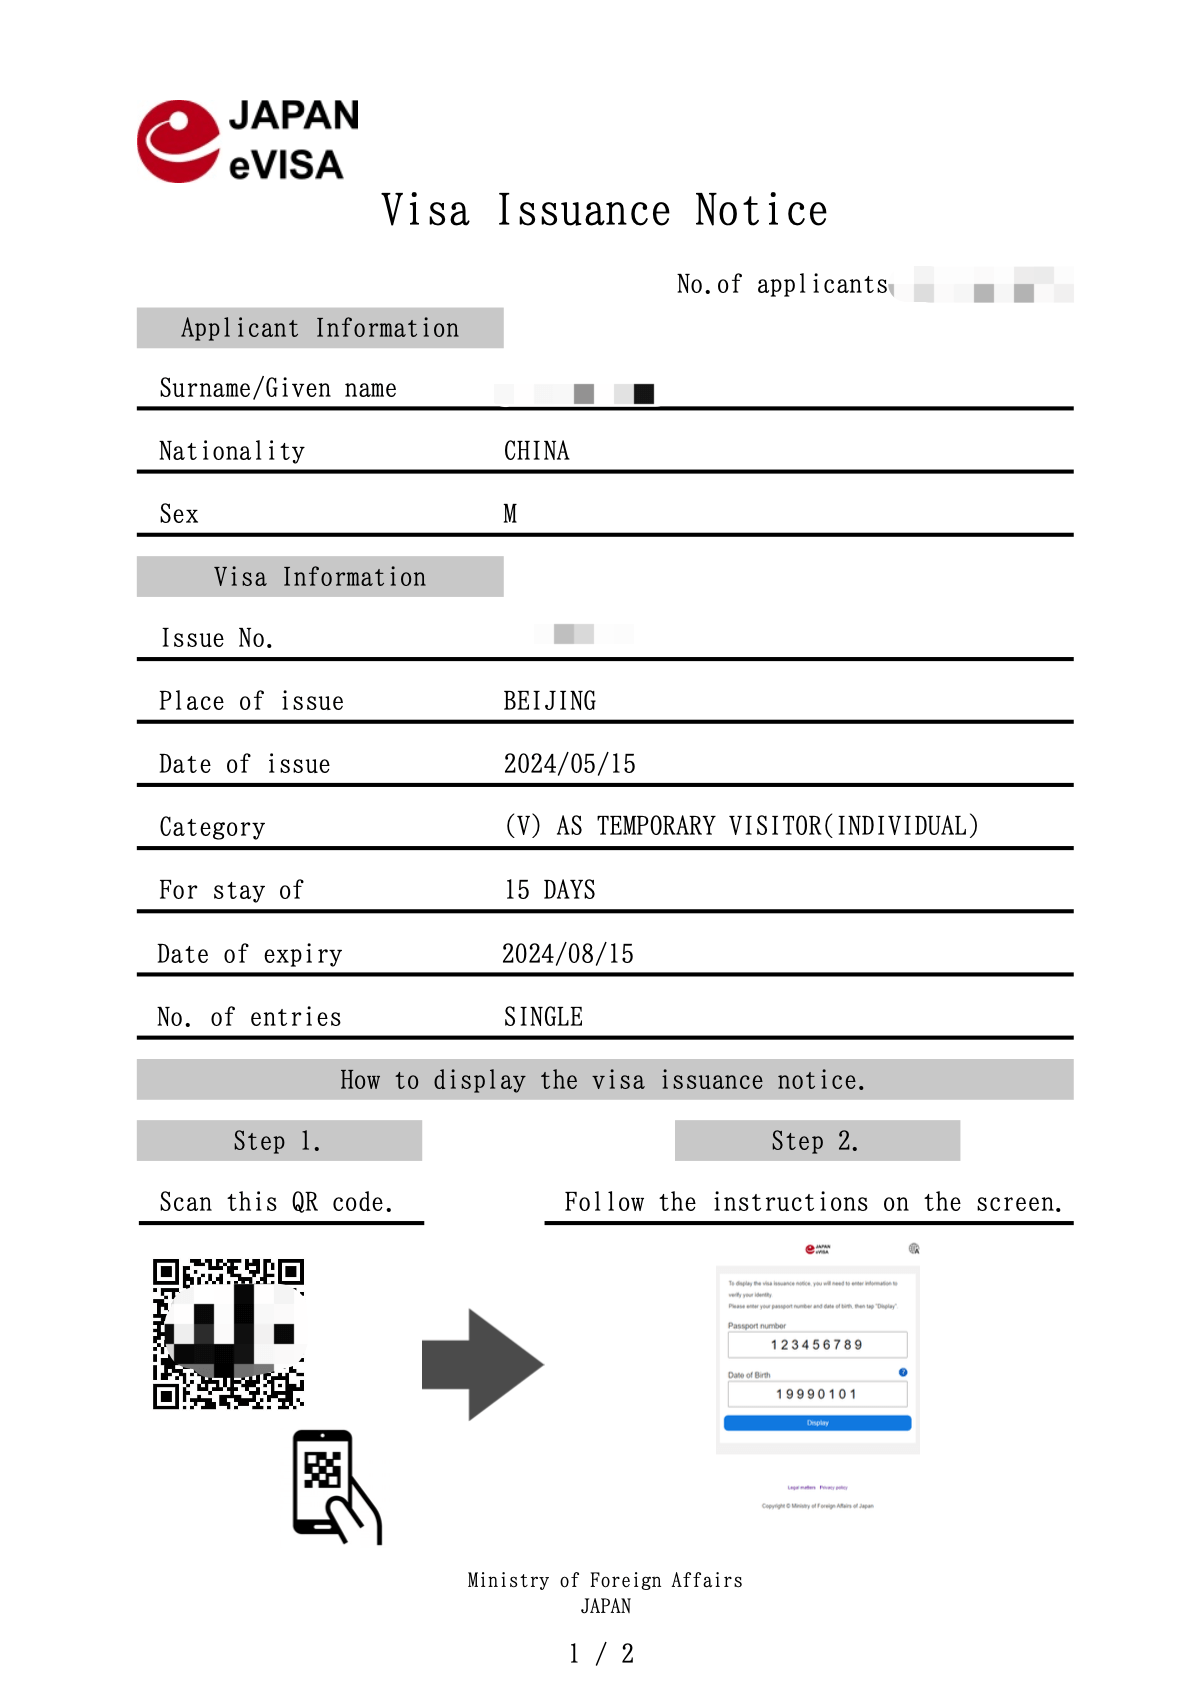 JAPAN
eVISA
Visa Issuance Notice
No.of applicants
Applicant Information
Surname/Given name
Nationality CHINA
Sex M
Visa Information
Issue No.
Place of issue BEIJING
Date of issue 2024/05/15
Category (V) AS TEMPORARY VISITOR(INDIVIDUAL)
For stay of 15 DAYS
Date of expiry 2024/08/15
No. of entries SINGLE
How to display the visa issuance notice.
Step 1. Step 2.
Scan this QR code. Follow the instructions on the screen.
JAPAN
eVISA
To display the visa issuance notice, you will need to enter information to
verify your identity.
Please enter your passport number and date of birth, then tap "Display".
Passport number
123456789
Date of Birth ?
19990101
Display
Legal matters Privacy policy
Copyright © Ministry of Foreign Affairs of Japan
Ministry of Foreign Affairs
JAPAN
1 / 2